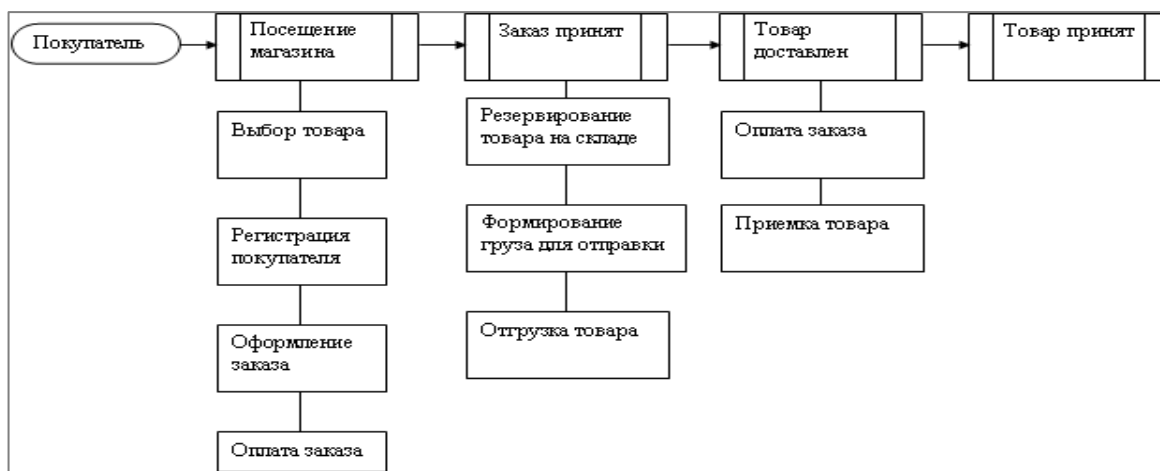 Покупатель
Посещение
магазина
Заказ принят
Товар
доставлен
Товар принят
Выбор товара
Регистрация
покупателя
Оформление
заказа
Оплата заказа
Резервирование
товара на складе
Формирование
груза для отправки
Отгрузка товара
Оплата заказа
Приемка товара